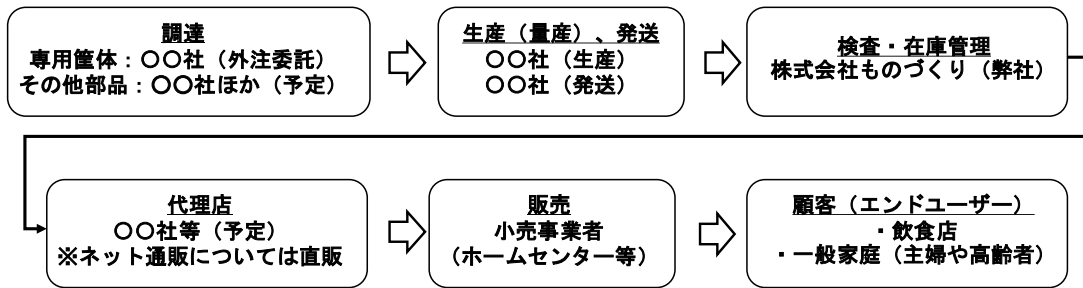 調達
専用筐体：〇〇社（外注委託）
その他部品：〇〇社ほか（予定）
生産（量産）、発送
〇〇社（生産）
〇〇社（発送）
検査・在庫管理
株式会社ものづくり（弊社）
代理店
〇〇社等（予定）
※ネット通販については直販
販売
小売事業者
（ホームセンター等）
顧客（エンドユーザー）
・飲食店
・一般家庭（主婦や高齢者）